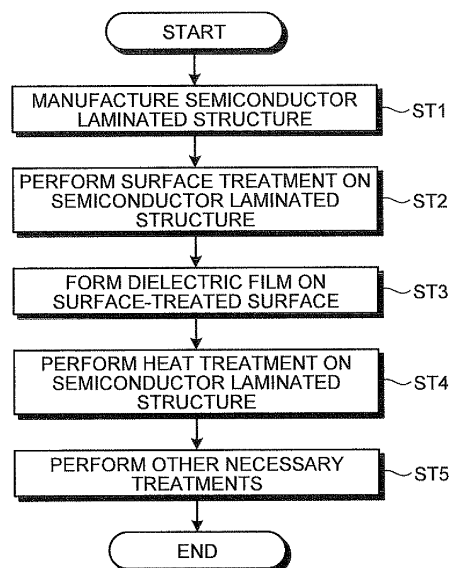 START
MANUFACTURE SEMICONDUCTOR
LAMINATED STRUCTURE
ST1
PERFORM SURFACE TREATMENT ON
SEMICONDUCTOR LAMINATED
STRUCTURE
ST2
FORM DIELECTRIC FILM ON
SURFACE-TREATED SURFACE
ST3
PERFORM HEAT TREATMENT ON
SEMICONDUCTOR LAMINATED
STRUCTURE
ST4
PERFORM OTHER NECESSARY
TREATMENTS
ST5
END